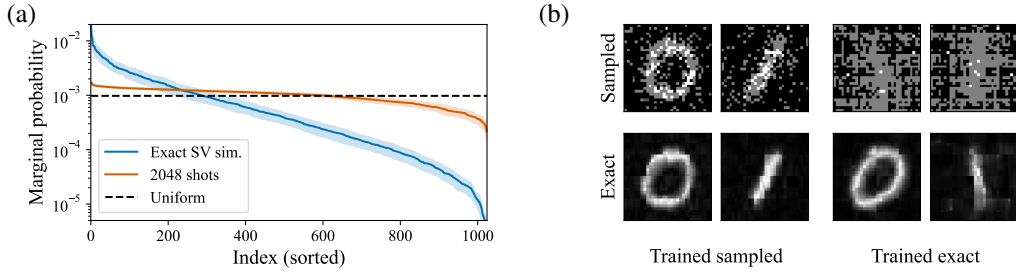 (a)
Marginal probability
10⁻²
10⁻³
10⁻⁴
10⁻⁵
Exact SV sim.
2048 shots
Uniform
0 200 400 600 800 1000
Index (sorted)
(b)
Sampled
Exact
Trained sampled
Trained exact